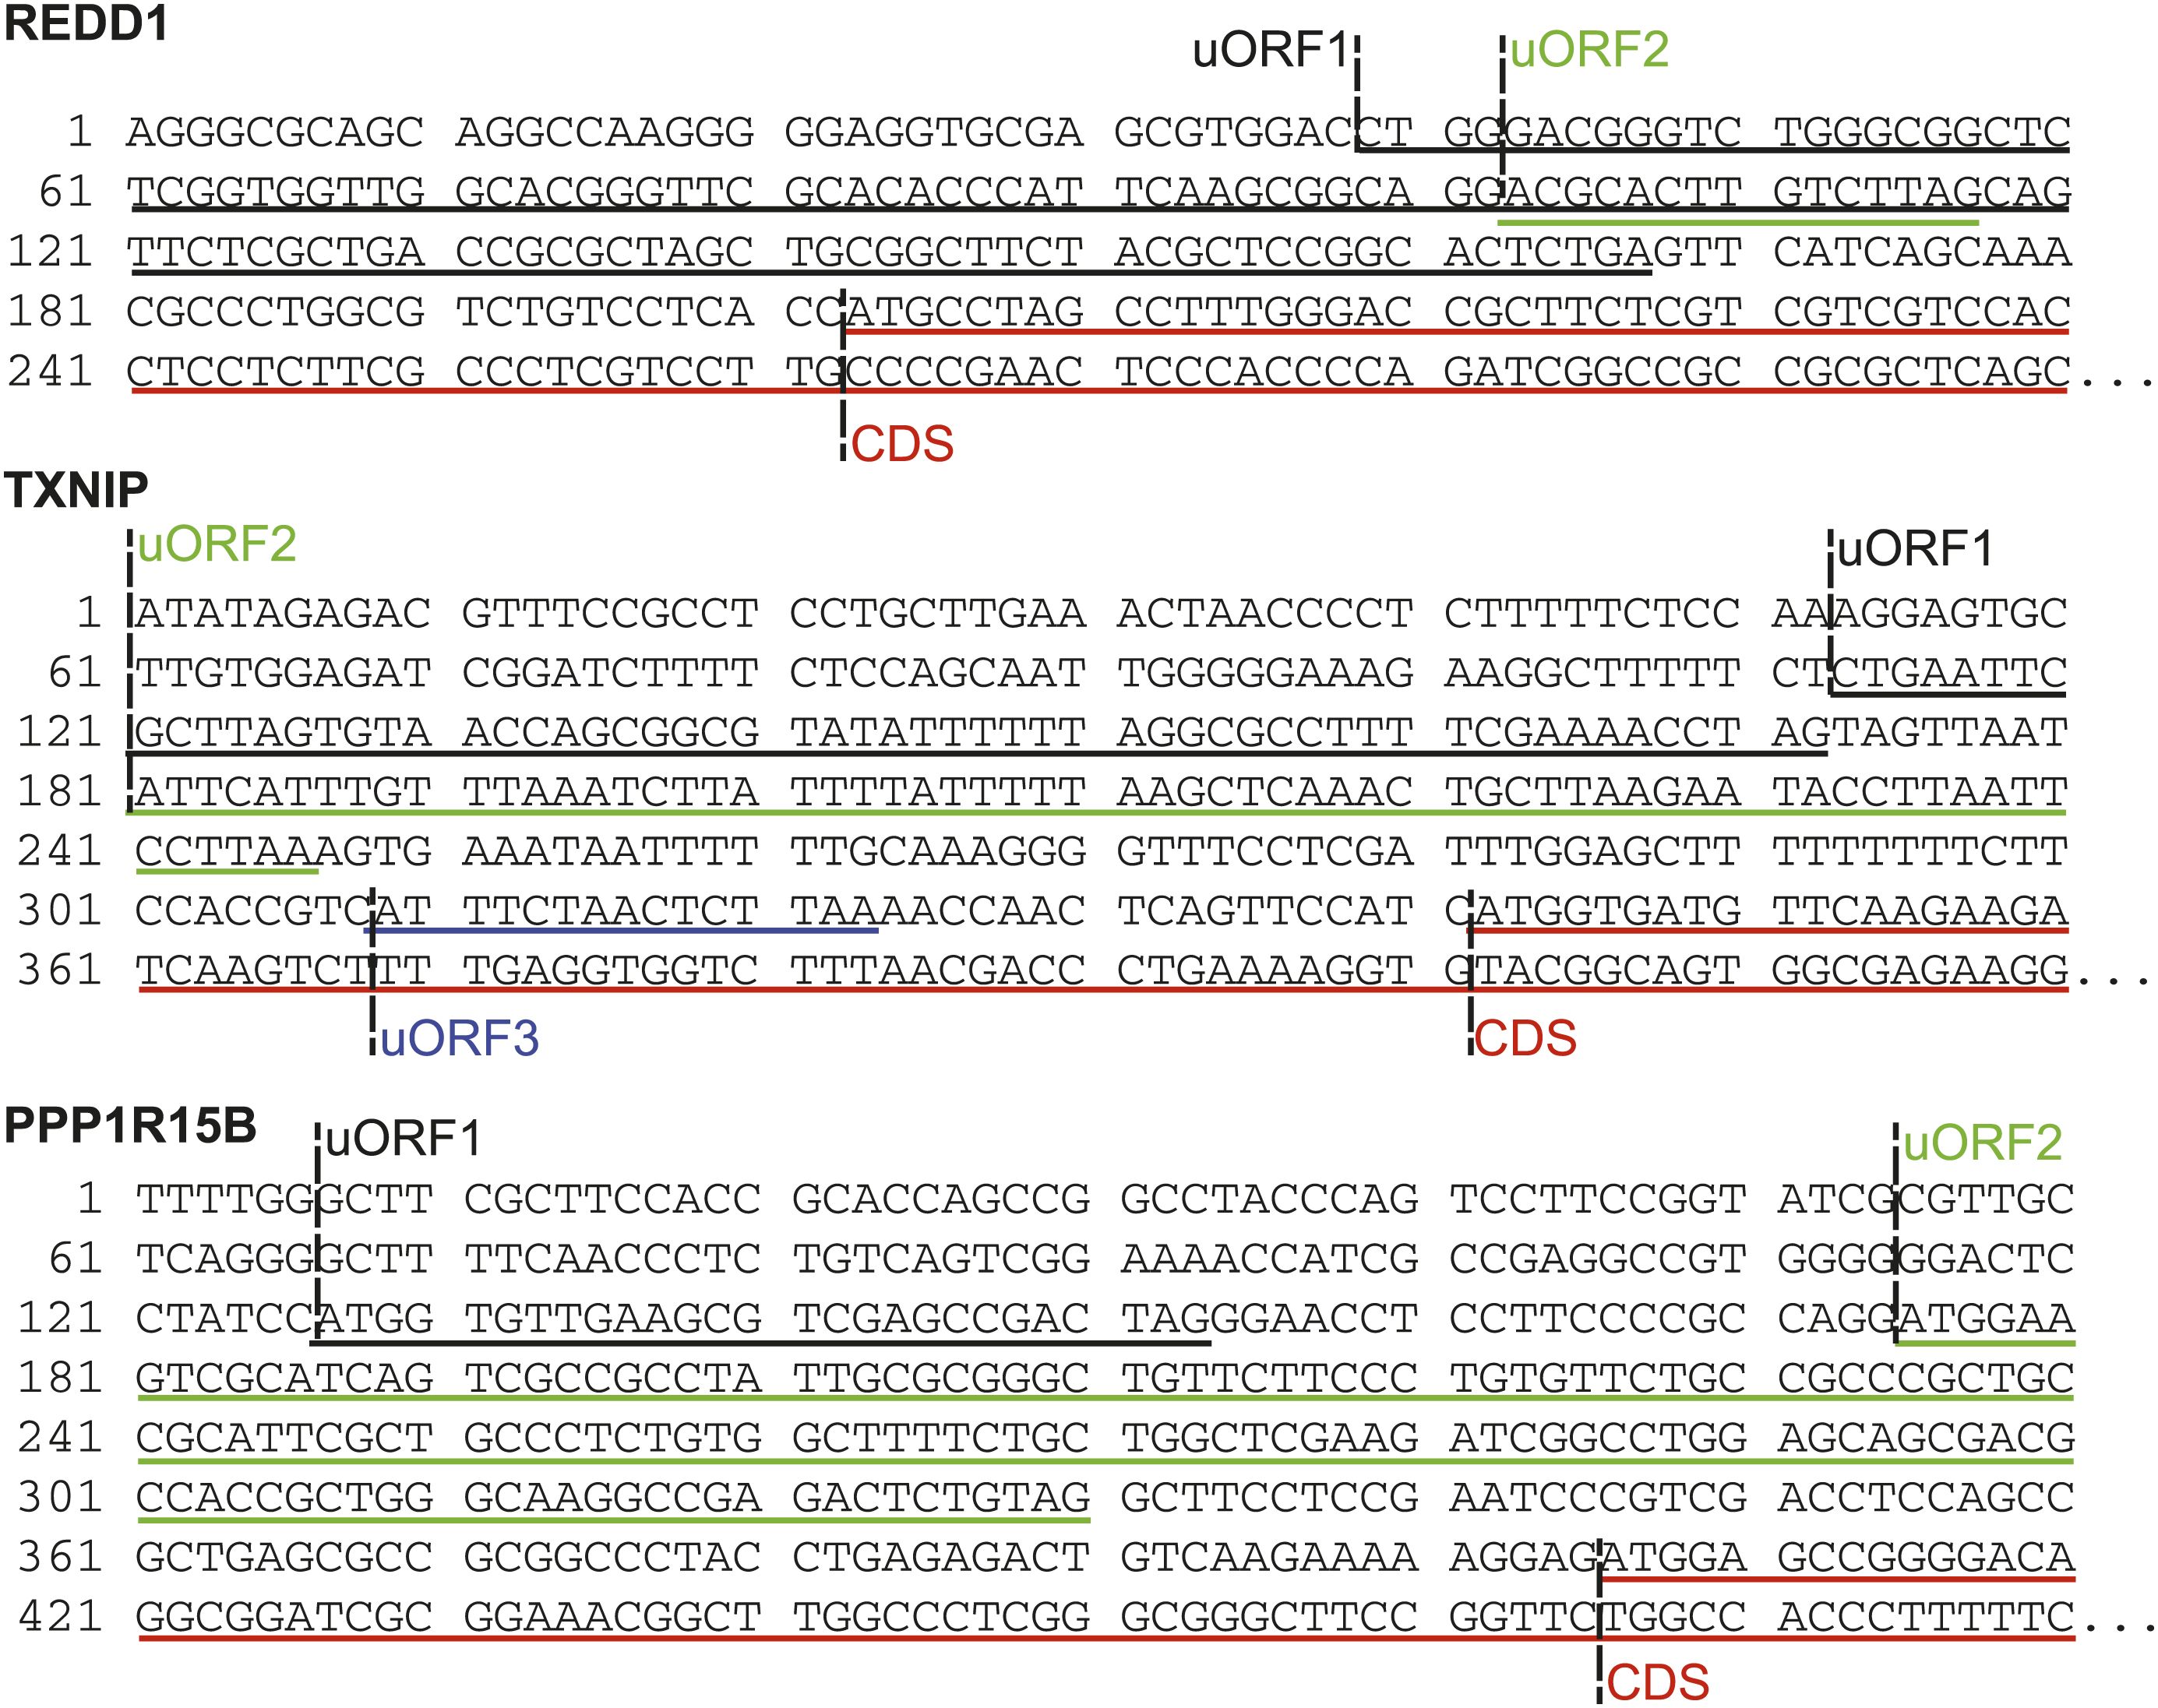 REDD1
uORF1 uORF2
1 AGGGCGCAGC AGGCCAAGGG GGAGGTGCGA GCGTGGACCT GGGACGGGTC TGGGCGGCTC
61 TCGGTGGTTG GCACGGGTTC GCACACCCAT TCAAGCGGCA GGACGCACTT GTCTTAGCAG
121 TTCTCGCTGA CCGCGCTAGC TGCGGCTTCT ACGCTCCGGC ACTCTGAGTT CATCAGCAAA
181 CGCCCTGGCG TCTGTCCTCA CCATGCCTAG CCTTTGGGAC CGCTTCTCGT CGTCGTCCAC
241 CTCCTCTTCG CCCTCGTCCT TGCCCCGAAC TCCCACCCCA GATCGGCCGC CGCGCTCAGC...
CDS
TXNIP
uORF2 uORF1
1 ATATAGAGAC GTTTCCGCCT CCTGCTTGAA ACTAACCCCT CTTTTTCTCC AAAGGAGTGC
61 TTGTGGAGAT CGGATCTTTT CTCCAGCAAT TGGGGGAAAG AAGGCTTTTT CTCTGAATTC
121 GCTTAGTGTA ACCAGCGGCG TATATTTTTT AGGCGCCTTT TCGAAAACCT AGTAGTTAAT
181 ATTCATTTGT TTAAATCTTA TTTTATTTTT AAGCTCAAAC TGCTTAAGAA TACCTTAATT
241 CCTTAAAGTG AAATAATTTT TTGCAAAGGG GTTTCCTCGA TTTGGAGCTT TTTTTTTCTT
301 CCACCGTCAT TTCTAACTCT TAAAACCAAC TCAGTTCCAT CATGGTGATG TTCAAGAAGA
361 TCAAGTCTTT TGAGGTGGTC TTTAACGACC CTGAAAAGGT GTACGGCAGT GGCGAGAAGG...
uORF3 CDS
PPP1R15B
uORF1 uORF2
1 TTTTGGGCTT CGCTTCCACC GCACCAGCCG GCCTACCCAG TCCTTCCGGT ATCGCGTTGC
61 TCAGGGGCTT TTCAACCCTC TGTCAGTCGG AAAACCATCG CCGAGGCCGT GGGGGGACTC
121 CTATCCATGG TGTTGAAGCG TCGAGCCGAC TAGGGAACCT CCTTCCCCGC CAGGATGGAA
181 GTCGCATCAG TCGCCGCCTA TTGCGCGGGC TGTTCTTCCC TGTGTTCTGC CGCCCGCTGC
241 CGCATTCGCT GCCCTCTGTG GCTTTTCTGC TGGCTCGAAG ATCGGCCTGG AGCAGCGACG
301 CCACCGCTGG GCAAGGCCGA GACTCTGTAG GCTTCCTCCG AATCCCGTCG ACCTCCAGCC
361 GCTGAGCGCC GCGGCCCTAC CTGAGAGACT GTCAAGAAAA AGGAGATGGA GCCGGGGACA
421 GGCGGATCGC GGAAACGGCT TGGCCCTCGG GCGGGCTTCC GGTTCTGGCC ACCCTTTTTC...
CDS